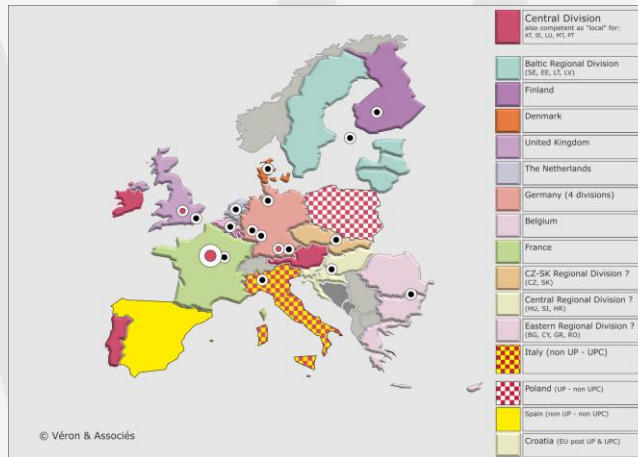 Central Division
also competent as "local" for:
AT, IE, LU, MT, PT
Baltic Regional Division
(SE, EE, LT, LV)
Finland
Denmark
United Kingdom
The Netherlands
Germany (4 divisions)
Belgium
France
CZ-SK Regional Division ?
(CZ, SK)
Central Regional Division ?
(HU, SI, HR)
Eastern Regional Division ?
(BG, CY, GR, RO)
Italy (non UP - UPC)
Poland (UP - non UPC)
Spain (non UP - non UPC)
Croatia (EU post UP & UPC)
© Véron & Associés